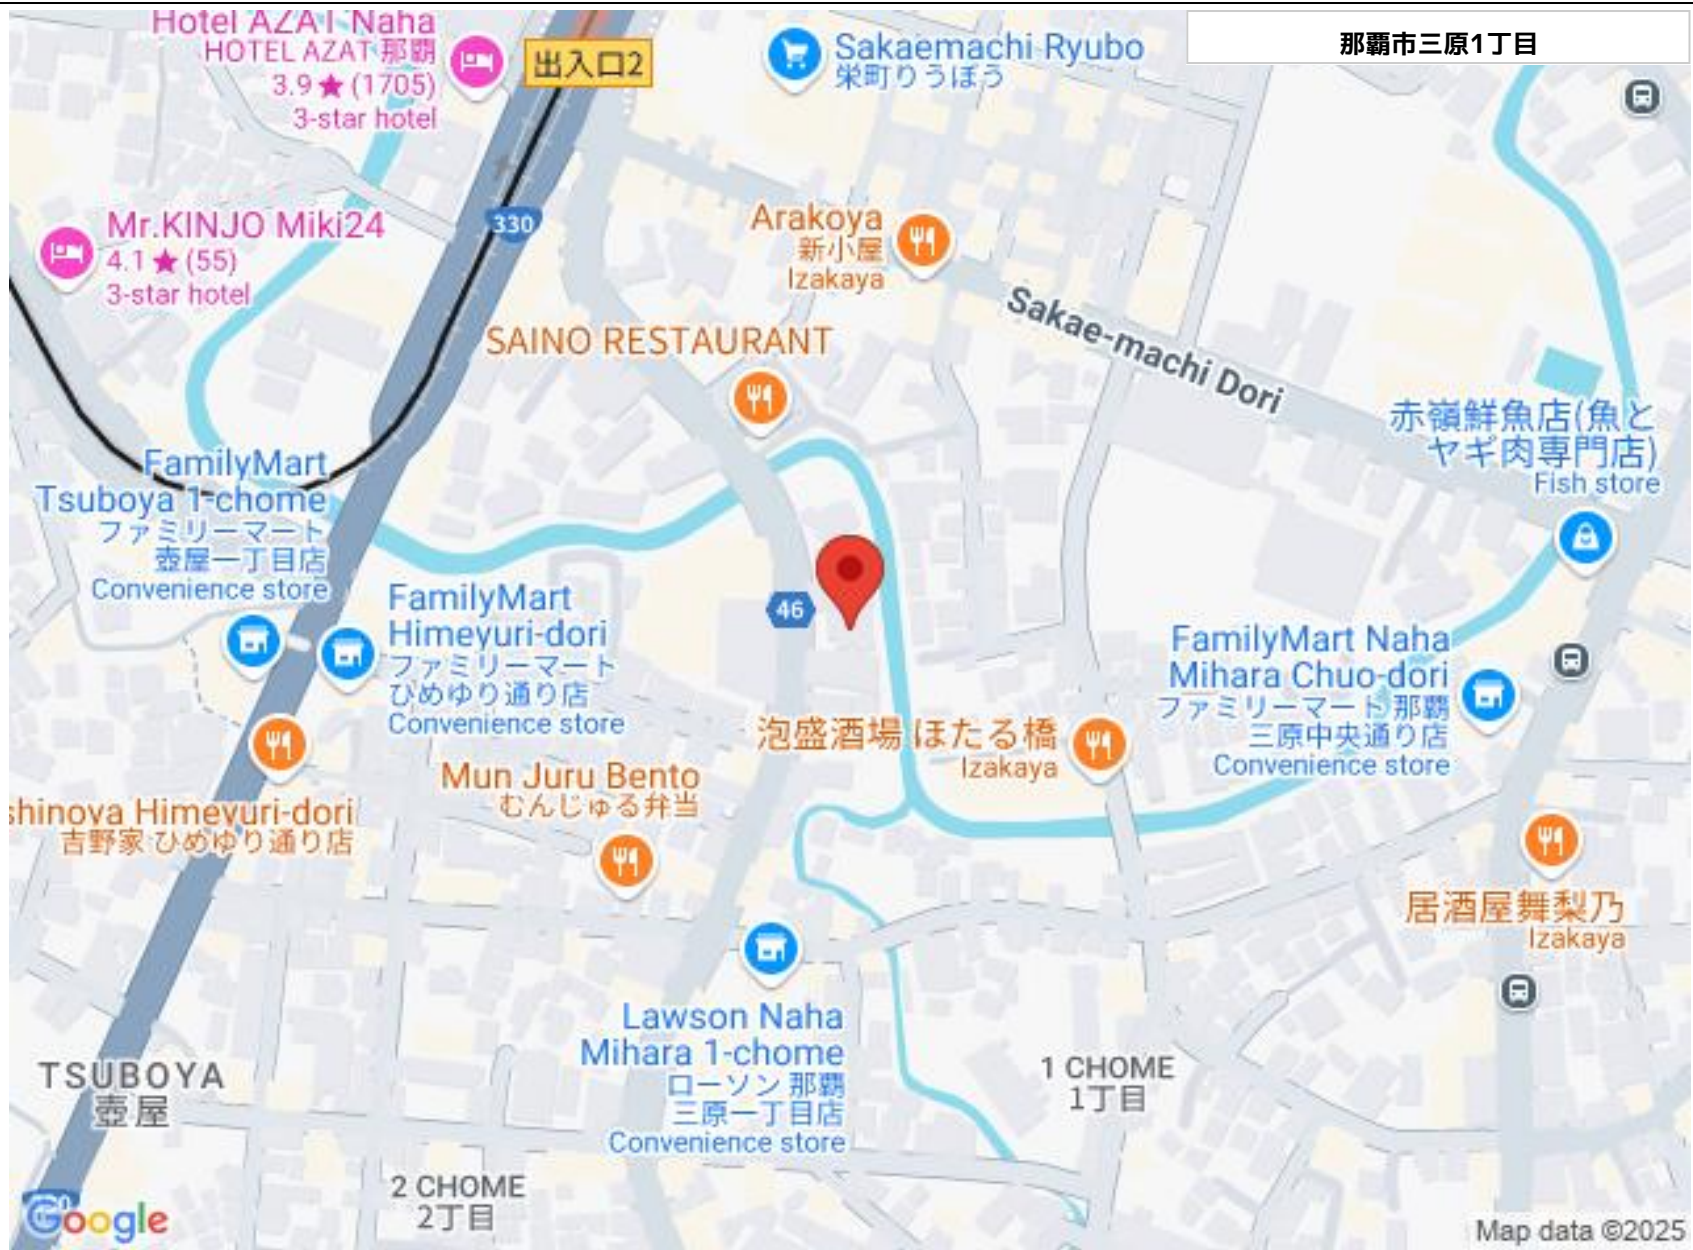 Hotel AZAT Naha
HOTEL AZAT 那覇
3.9 ★ (1705)
3-star hotel
出入口2
Sakaemachi Ryubo
栄町りうぼう
那覇市三原1丁目
Mr.KINJO Miki24
4.1 ★ (55)
3-star hotel
330
Arakoya
新小屋
Izakaya
SAINO RESTAURANT
Sakae-machi Dori
赤嶺鮮魚店(魚と
ヤギ肉専門店)
Fish store
FamilyMart
Tsuboya 1-chome
ファミリーマート
壺屋一丁目店
Convenience store
FamilyMart
Himeyuri-dori
ファミリーマート
ひめゆり通り店
Convenience store
46
FamilyMart Naha
Mihara Chuo-dori
ファミリーマート那覇
三原中央通り店
Convenience store
泡盛酒場 ほたる橋
Izakaya
Mun Juru Bento
むんじゅる弁当
shinoya Himeyuri-dori
吉野家 ひめゆり通り店
居酒屋舞梨乃
Izakaya
Lawson Naha
Mihara 1-chome
ローソン 那覇
三原一丁目店
Convenience store
TSUBOYA
壺屋
1 CHOME
1丁目
2 CHOME
2丁目
Google
Map data ©2025